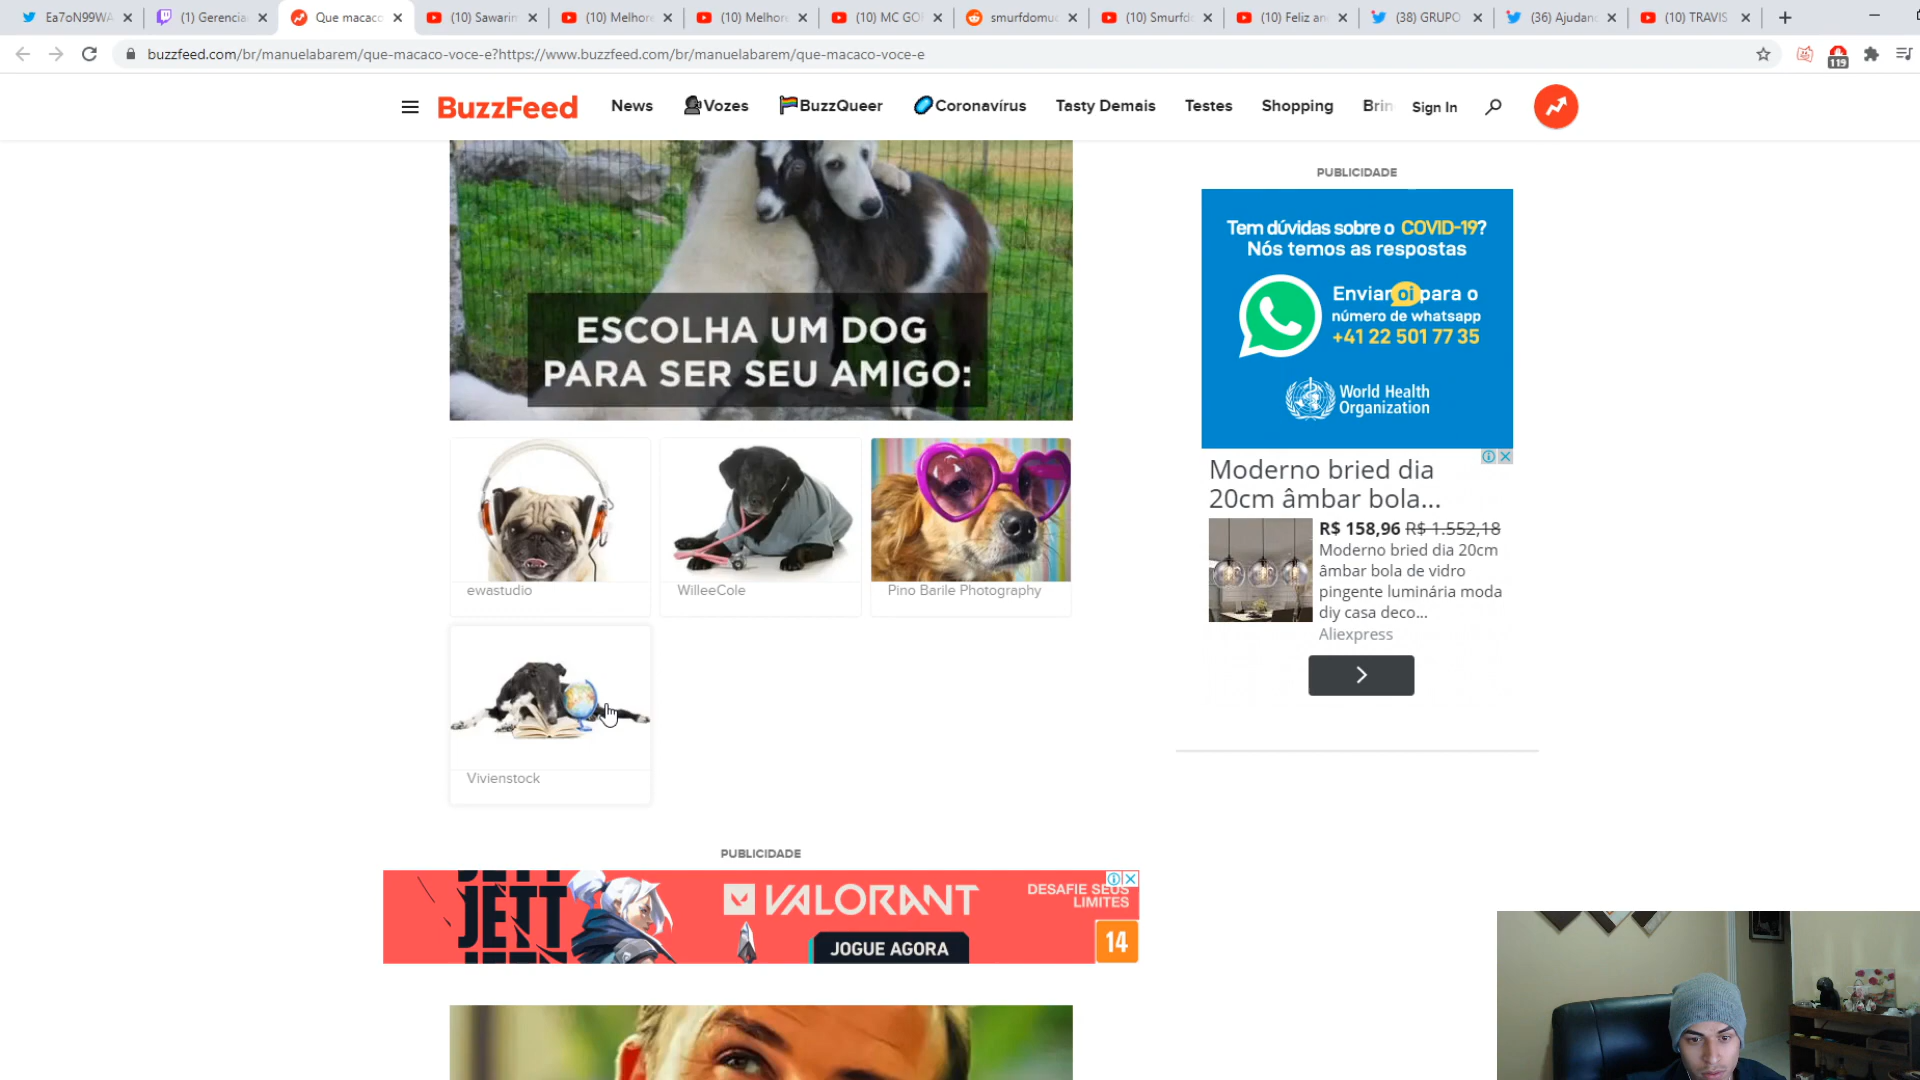 Ea7oN99WA
(1) Gerencia
Que macaco
(10) Sawarin
(10) Melhore
(10) Melhore
(10) MC GO
smurfdomu
(10) Smurfd
(10) Feliz an
(38) GRUPO
(36) Ajudan
(10) TRAVIS
buzzfeed.com/br/manuelabarem/que-macaco-voce-e?https://www.buzzfeed.com/br/manuelabarem/que-macaco-voce-e
119
BuzzFeed
News
Vozes
BuzzQueer
Coronavírus
Tasty Demais
Testes
Shopping
Brin
Sign In
ESCOLHA UM DOG
PARA SER SEU AMIGO:
ewastudio
WilleeCole
Pino Barile Photography
Vivienstock
PUBLICIDADE
Tem dúvidas sobre o COVID-19?
Nós temos as respostas
Enviar oi para o
número de whatsapp
+41 22 501 77 35
World Health
Organization
Moderno bried dia
20cm âmbar bola...
R$ 158,96 R$ 1.552,18
Moderno bried dia 20cm
âmbar bola de vidro
pingente luminária moda
diy casa deco...
Aliexpress
PUBLICIDADE
JETT
VALORANT
DESAFIE SEUS
LIMITES
JOGUE AGORA
14